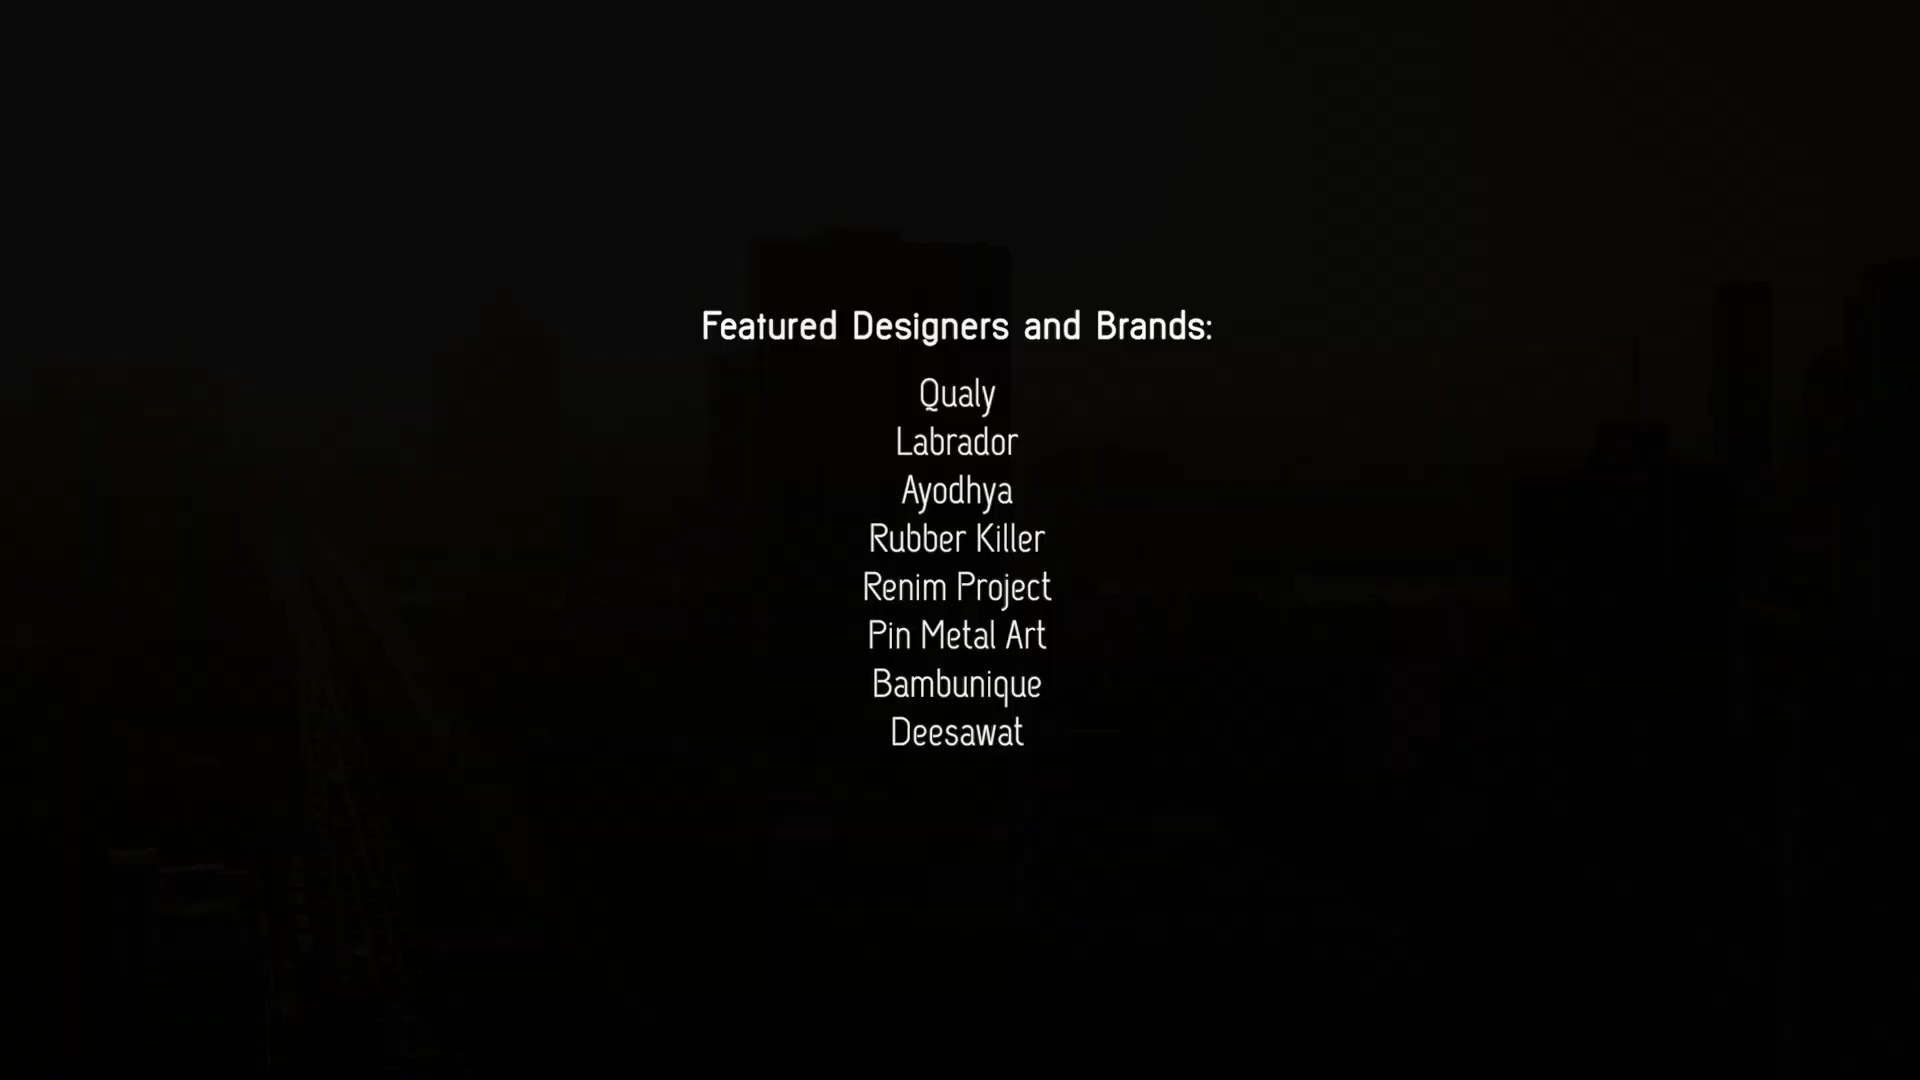 Featured Designers and Brands:
Qualy
Labrador
Ayodhya
Rubber Killer
Renim Project
Pin Metal Art
Bambunique
Deesawat